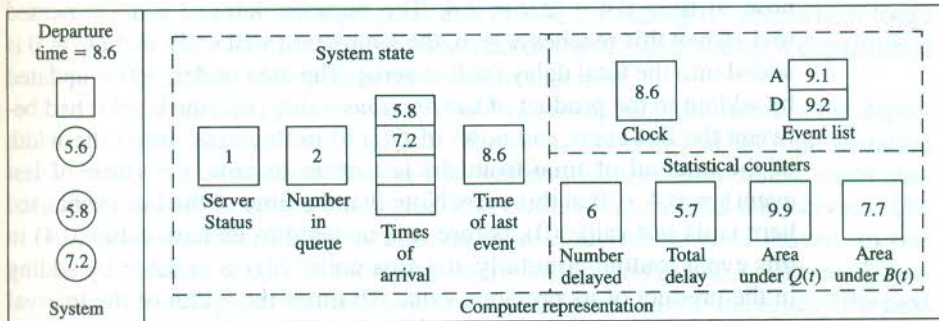 Departure
time = 8.6
5.6
5.8
7.2
System
System state
1
Server
Status
2
Number
in
queue
5.8
7.2
Times
of
arrival
8.6
Time
of last
event
8.6
Clock
A 9.1
D 9.2
Event list
Statistical counters
6
Number
delayed
5.7
Total
delay
9.9
Area
under Q(t)
7.7
Area
under B(t)
Computer representation